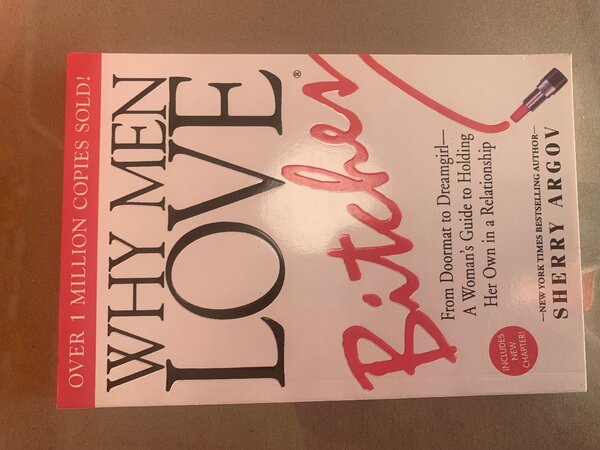 OVER 1 MILLION COPIES SOLD!
WHY MEN
LOVE®
Bitches
From Doormat to Dreamgirl—
A Woman's Guide to Holding
Her Own in a Relationship
INCLUDES
NEW
CHAPTER!
—NEW YORK TIMES BESTSELLING AUTHOR—
SHERRY ARGOV